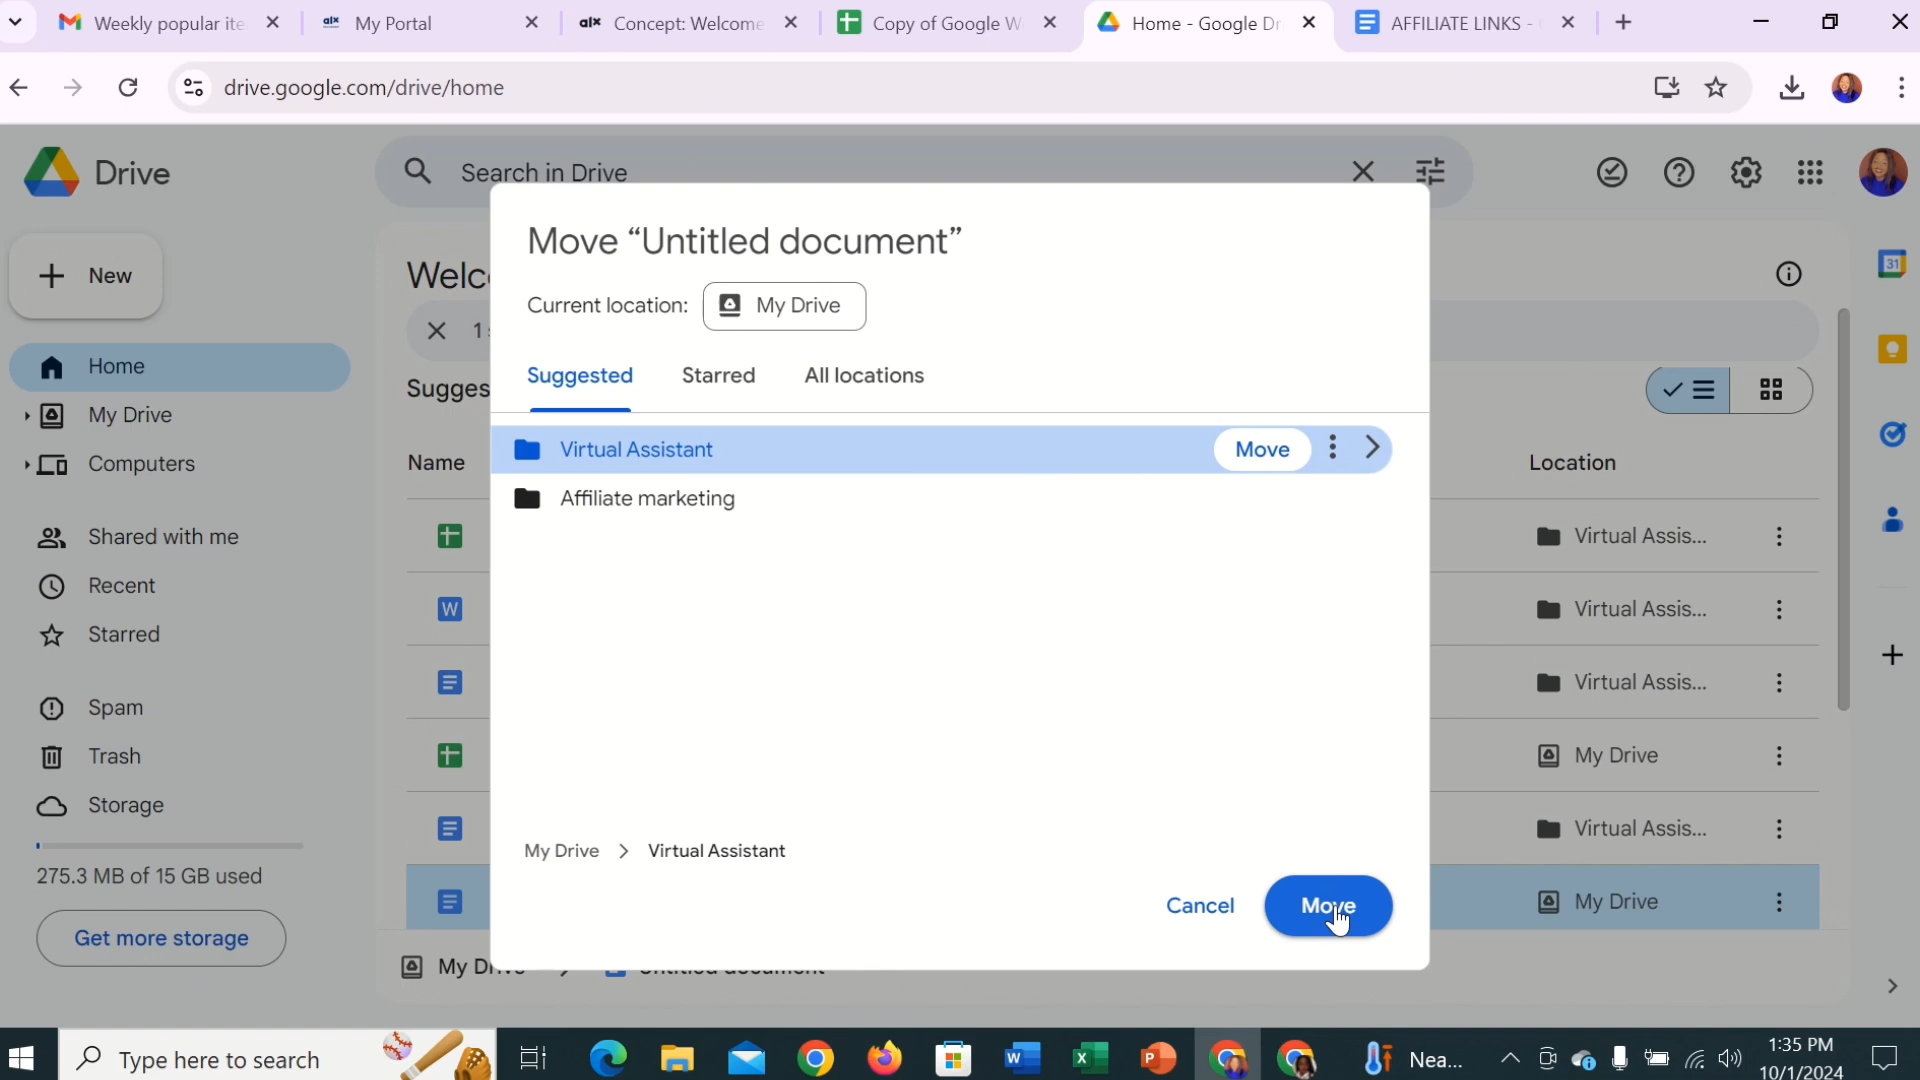 Weekly popular ite
My Portal
Concept: Welcome
Copy of Google W
Home - Google Dr
AFFILIATE LINKS -
drive.google.com/drive/home
Drive
Search in Drive
New
Home
My Drive
Computers
Shared with me
Recent
Starred
Spam
Trash
Storage
275.3 MB of 15 GB used
Get more storage
Welc
1
Sugges
Name
Location
Virtual Assis...
Virtual Assis...
Virtual Assis...
My Drive
Virtual Assis...
My Drive
Move “Untitled document”
Current location: My Drive
Suggested Starred All locations
Virtual Assistant Move
Affiliate marketing
My Drive > Virtual Assistant
Cancel Move
My Drive > Untitled document
Type here to search
Nea...
1:35 PM
10/1/2024